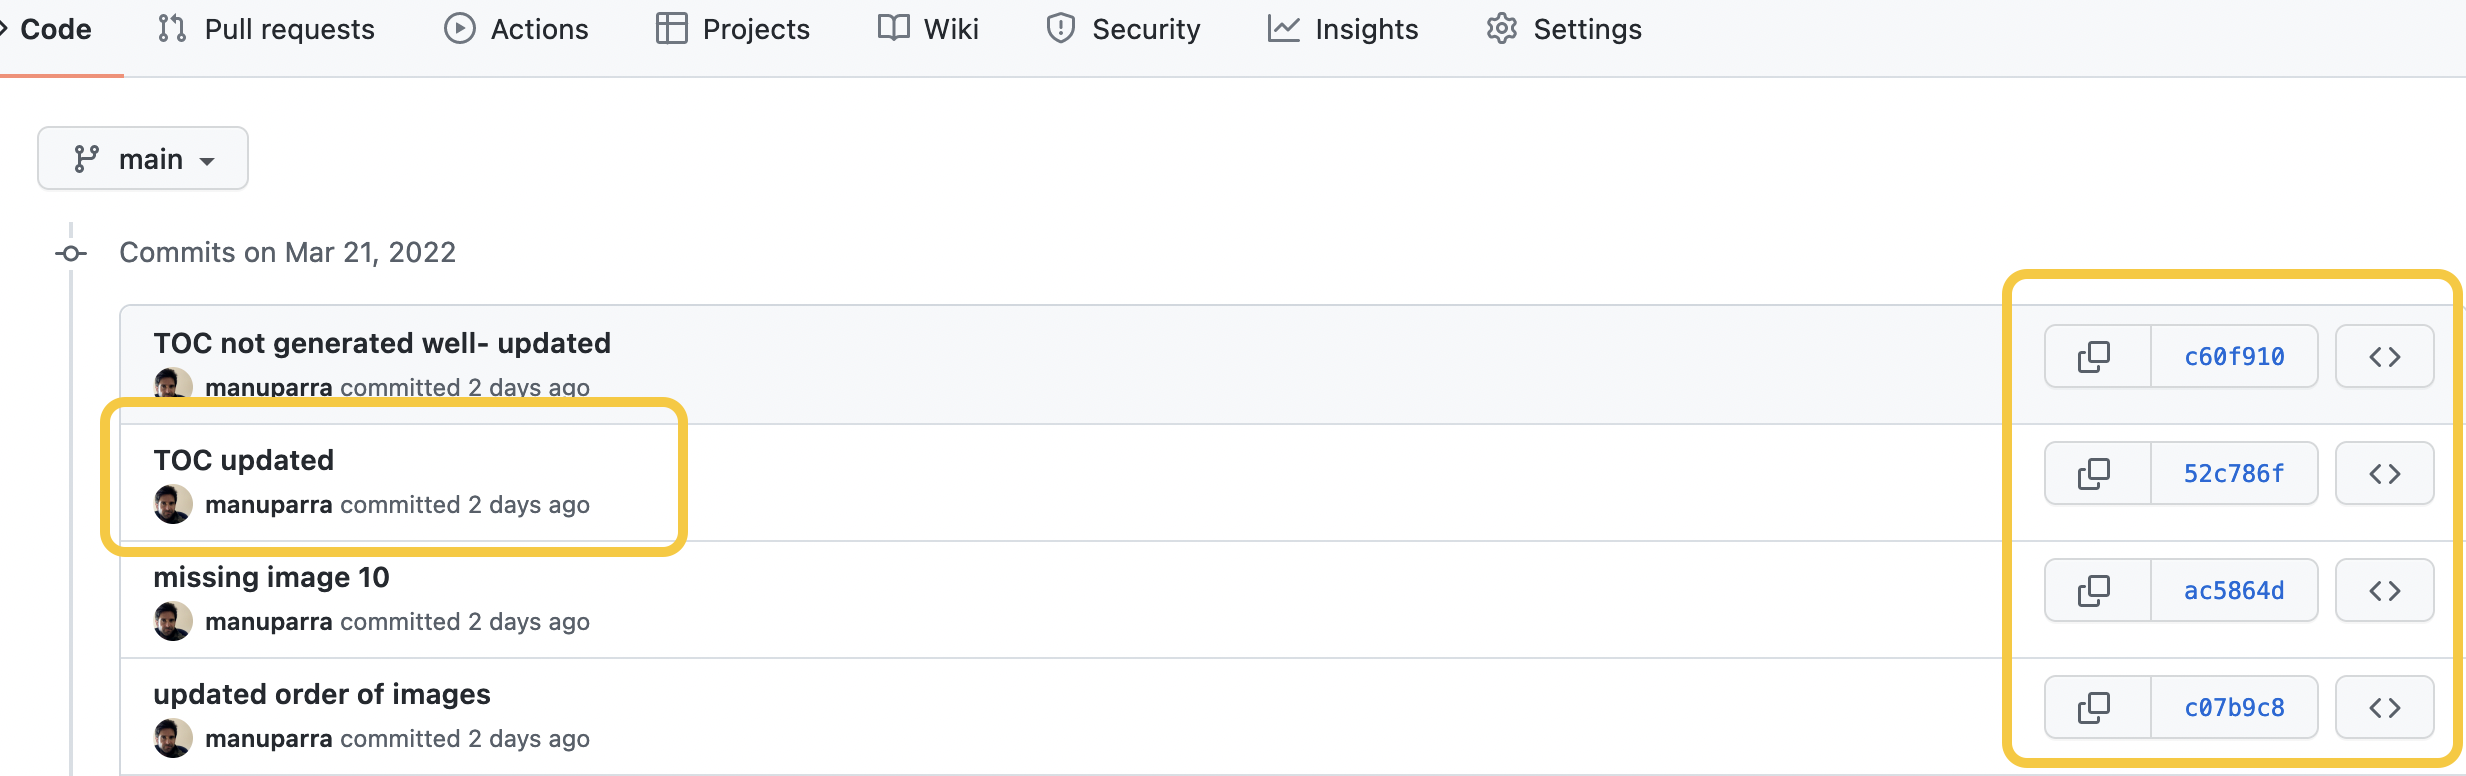 Code Pull requests Actions Projects Wiki Security Insights Settings
main
Commits on Mar 21, 2022
TOC not generated well- updated
manuparra committed 2 days ago
c60f910
TOC updated
manuparra committed 2 days ago
52c786f
missing image 10
manuparra committed 2 days ago
ac5864d
updated order of images
manuparra committed 2 days ago
c07b9c8